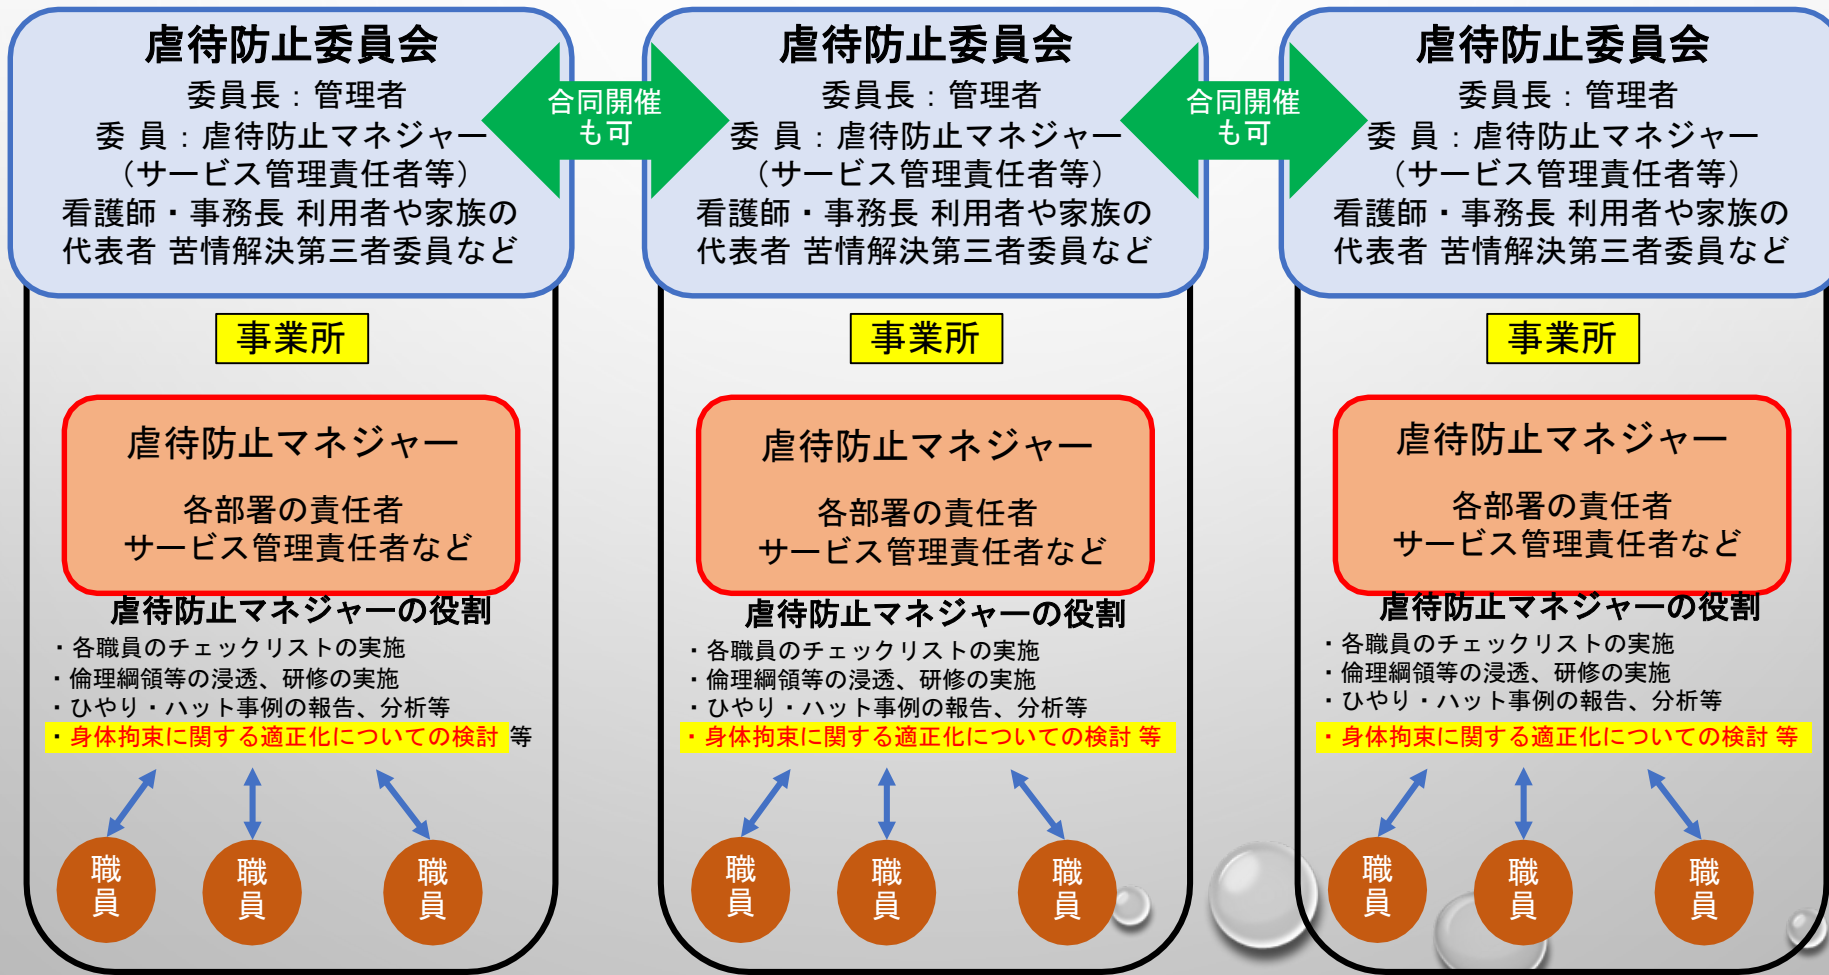 虐待防止委員会
委員長：管理者
委 員：虐待防止マネジャー
（サービス管理責任者等）
看護師・事務長 利用者や家族の
代表者 苦情解決第三者委員など
合同開催
も可
虐待防止委員会
委員長：管理者
委 員：虐待防止マネジャー
（サービス管理責任者等）
看護師・事務長 利用者や家族の
代表者 苦情解決第三者委員など
合同開催
も可
虐待防止委員会
委員長：管理者
委 員：虐待防止マネジャー
（サービス管理責任者等）
看護師・事務長 利用者や家族の
代表者 苦情解決第三者委員など
事業所
虐待防止マネジャー
各部署の責任者
サービス管理責任者など
虐待防止マネジャーの役割
・各職員のチェックリストの実施
・倫理綱領等の浸透、研修の実施
・ひやり・ハット事例の報告、分析等
・身体拘束に関する適正化についての検討 等
職員
職員
職員
事業所
虐待防止マネジャー
各部署の責任者
サービス管理責任者など
虐待防止マネジャーの役割
・各職員のチェックリストの実施
・倫理綱領等の浸透、研修の実施
・ひやり・ハット事例の報告、分析等
・身体拘束に関する適正化についての検討 等
職員
職員
職員
事業所
虐待防止マネジャー
各部署の責任者
サービス管理責任者など
虐待防止マネジャーの役割
・各職員のチェックリストの実施
・倫理綱領等の浸透、研修の実施
・ひやり・ハット事例の報告、分析等
・身体拘束に関する適正化についての検討 等
職員
職員
職員